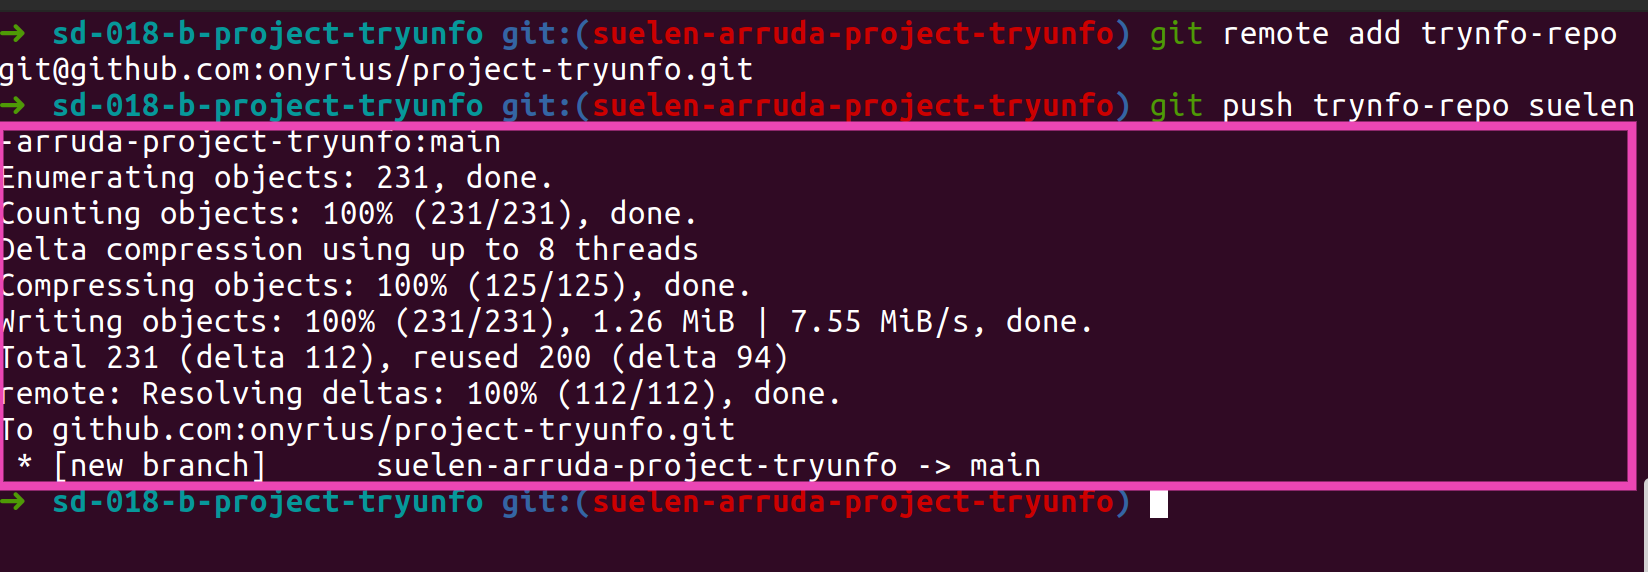 ➜  sd-018-b-project-tryunfo git:(suelen-arruda-project-tryunfo) git remote add trynfo-repo
git@github.com:onyrius/project-tryunfo.git
➜  sd-018-b-project-tryunfo git:(suelen-arruda-project-tryunfo) git push trynfo-repo suelen
-arruda-project-tryunfo:main
Enumerating objects: 231, done.
Counting objects: 100% (231/231), done.
Delta compression using up to 8 threads
Compressing objects: 100% (125/125), done.
Writing objects: 100% (231/231), 1.26 MiB | 7.55 MiB/s, done.
Total 231 (delta 112), reused 200 (delta 94)
remote: Resolving deltas: 100% (112/112), done.
To github.com:onyrius/project-tryunfo.git
 * [new branch]      suelen-arruda-project-tryunfo -> main
➜  sd-018-b-project-tryunfo git:(suelen-arruda-project-tryunfo)